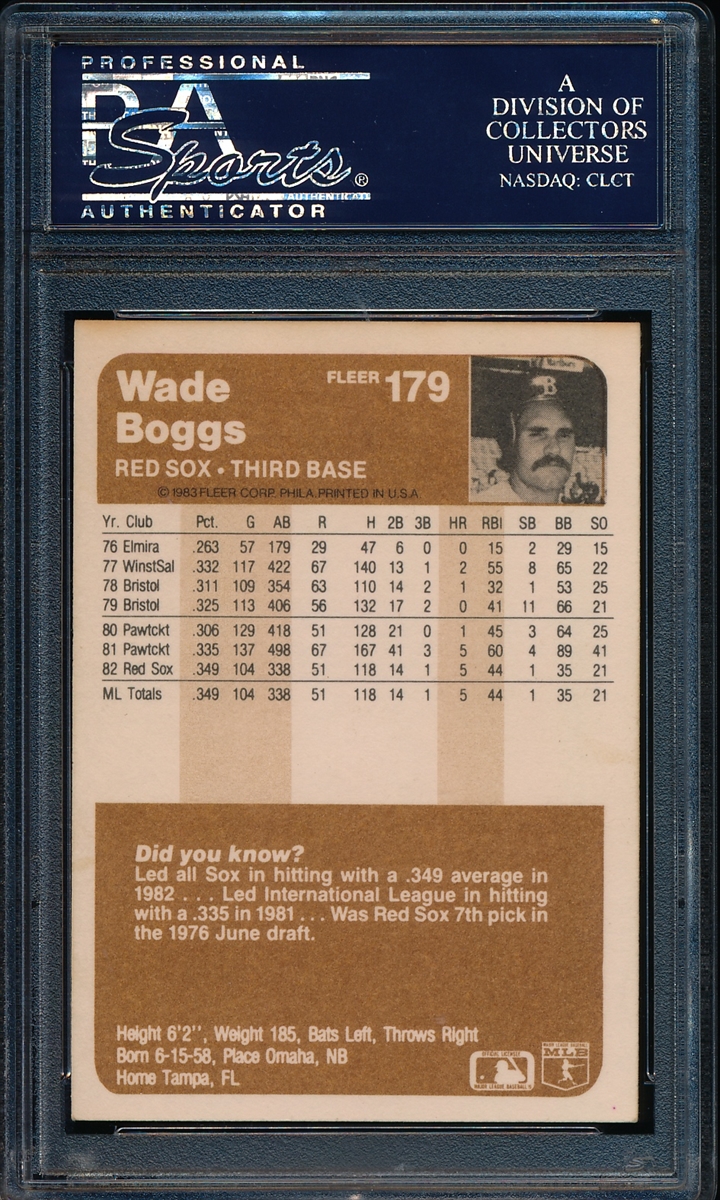 PROFESSIONAL
PSA
Sports®
AUTHENTICATOR
A
DIVISION OF
COLLECTORS
UNIVERSE
NASDAQ: CLCT
Wade
Boggs
FLEER 179
RED SOX • THIRD BASE
© 1983 FLEER CORP. PHILA. PRINTED IN U.S.A.
B
Yr. Club Pct. G AB R H 2B 3B HR RBI SB BB SO
76 Elmira .263 57 179 29 47 6 0 0 15 2 29 15
77 WinstSal .332 117 422 67 140 13 1 2 55 8 65 22
78 Bristol .311 109 354 63 110 14 2 1 32 1 53 25
79 Bristol .325 113 406 56 132 17 2 0 41 11 66 21
80 Pawtckt .306 129 418 51 128 21 0 1 45 3 64 25
81 Pawtckt .335 137 498 67 167 41 3 5 60 4 89 41
82 Red Sox .349 104 338 51 118 14 1 5 44 1 35 21
ML Totals .349 104 338 51 118 14 1 5 44 1 35 21
Did you know?
Led all Sox in hitting with a .349 average in
1982 . . . Led International League in hitting
with a .335 in 1981 . . . Was Red Sox 7th pick in
the 1976 June draft.
Height 6'2'', Weight 185, Bats Left, Throws Right
Born 6-15-58, Place Omaha, NB
Home Tampa, FL
OFFICIAL LICENSEE
MAJOR LEAGUE BASEBALL
MAJOR LEAGUE BASEBALL
MLB